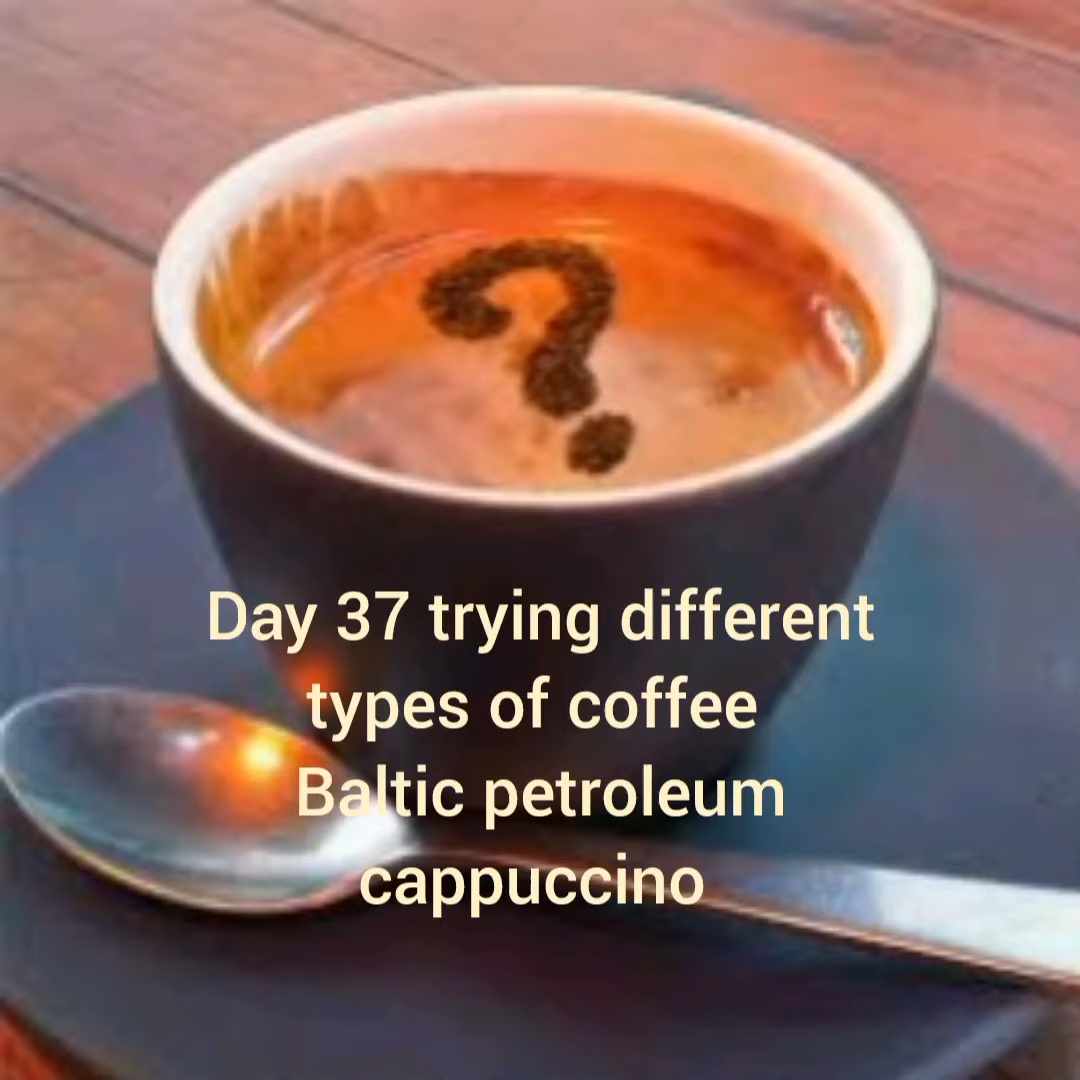 ?
Day 37 trying different
types of coffee
Baltic petroleum
cappuccino